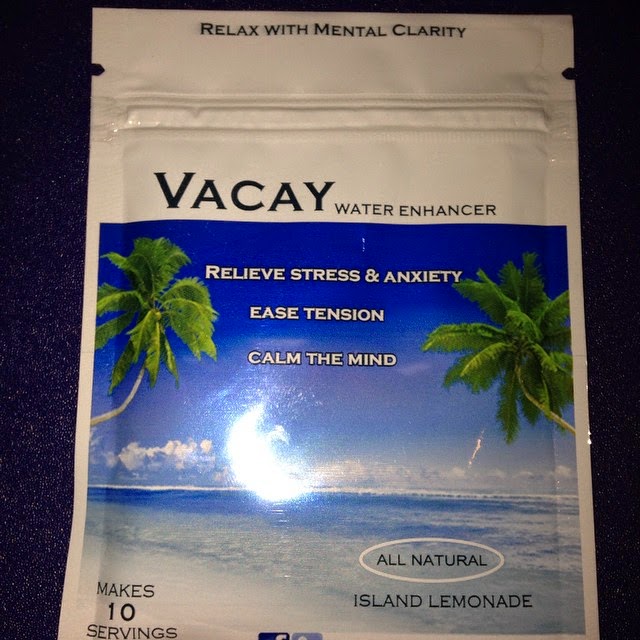 RELAX WITH MENTAL CLARITY
VACAY WATER ENHANCER
RELIEVE STRESS & ANXIETY
EASE TENSION
CALM THE MIND
ALL NATURAL
ISLAND LEMONADE
MAKES
10
SERVINGS